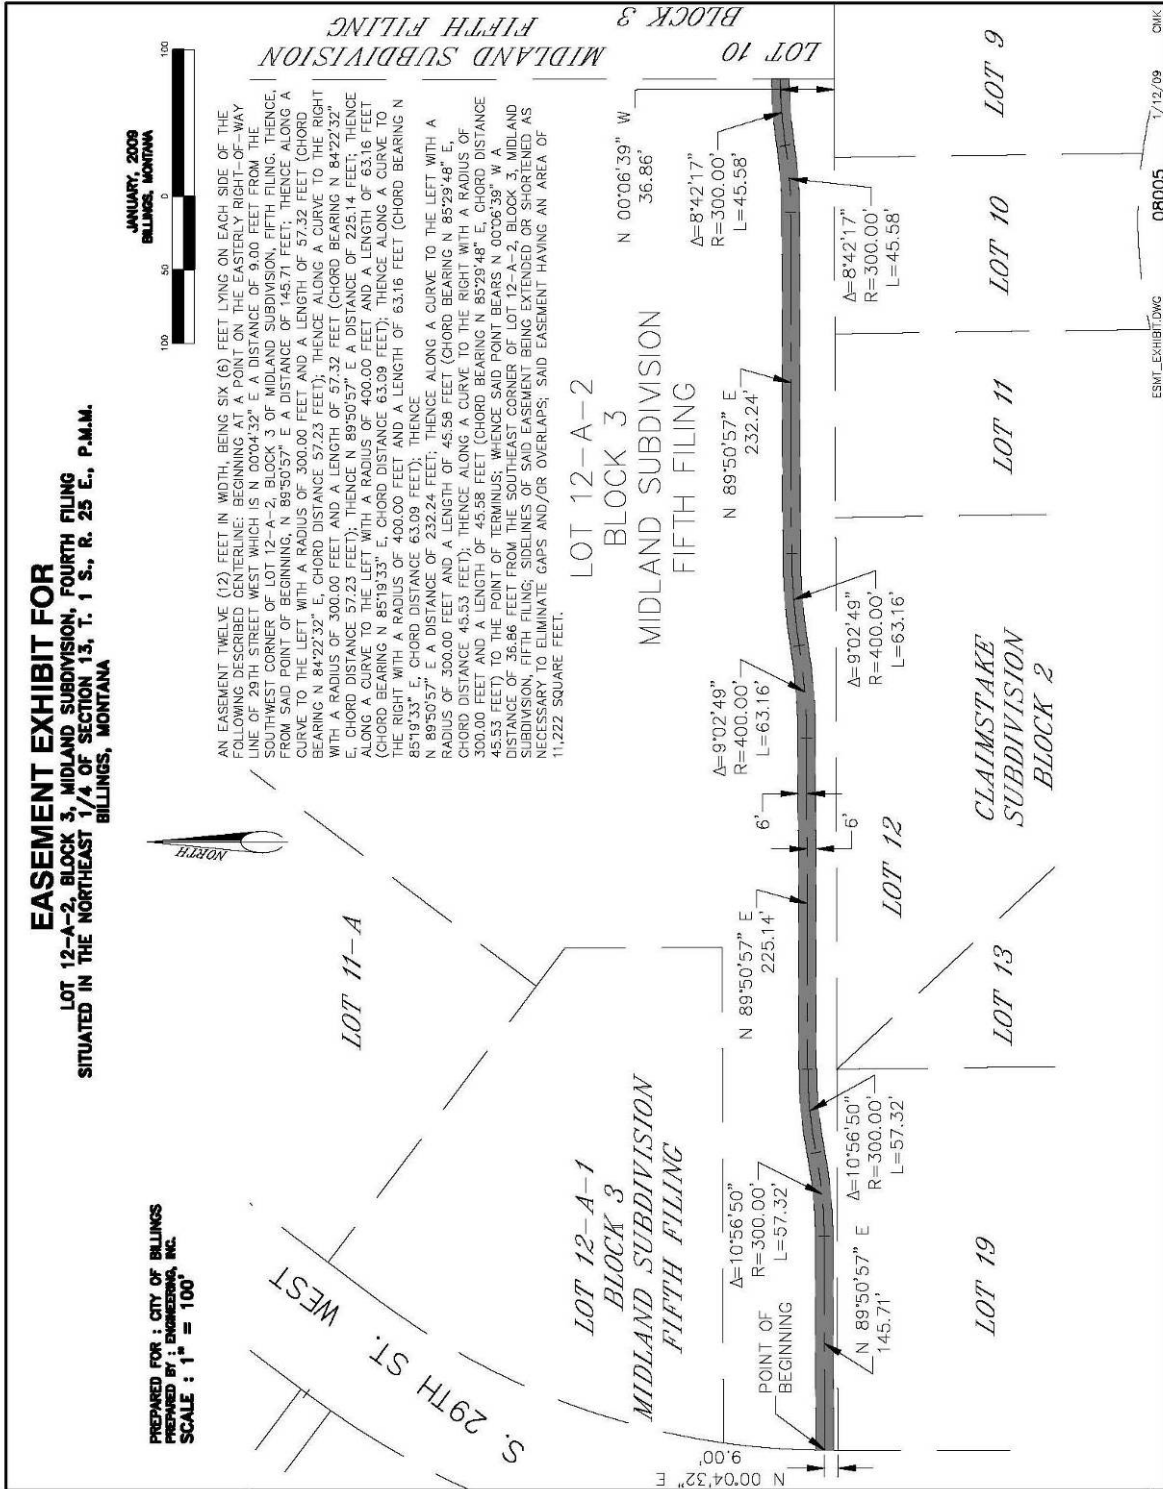 EASEMENT EXHIBIT FOR
LOT 12-A-2, BLOCK 3, MIDLAND SUBDIVISION, FOURTH FILING
SITUATED IN THE NORTHEAST 1/4 OF SECTION 13, T. 1 S., R. 25 E., P.M.M.
BILLINGS, MONTANA
PREPARED FOR : CITY OF BILLINGS
PREPARED BY : ENGINEERING, INC.
SCALE : 1" = 100'
NORTH
JANUARY, 2009
BILLINGS, MONTANA
100
50
0
100
AN EASEMENT TWELVE (12) FEET IN WIDTH, BEING SIX (6) FEET LYING ON EACH SIDE OF THE
FOLLOWING DESCRIBED CENTERLINE: BEGINNING AT A POINT ON THE EASTERLY RIGHT-OF-WAY
LINE OF 29TH STREET WEST WHICH IS N 00°04'32" E A DISTANCE OF 9.00 FEET FROM THE
SOUTHWEST CORNER OF LOT 12-A-2, BLOCK 3 OF MIDLAND SUBDIVISION, FIFTH FILING. THENCE,
FROM SAID POINT OF BEGINNING, N 89°50'57" E A DISTANCE OF 145.71 FEET; THENCE ALONG A
CURVE TO THE LEFT WITH A RADIUS OF 300.00 FEET AND A LENGTH OF 57.32 FEET (CHORD
BEARING N 84°22'32" E, CHORD DISTANCE 57.23 FEET); THENCE ALONG A CURVE TO THE RIGHT
WITH A RADIUS OF 300.00 FEET AND A LENGTH OF 57.32 FEET (CHORD BEARING N 84°22'32"
E, CHORD DISTANCE 57.23 FEET); THENCE N 89°50'57" E A DISTANCE OF 225.14 FEET; THENCE
ALONG A CURVE TO THE LEFT WITH A RADIUS OF 400.00 FEET AND A LENGTH OF 63.16 FEET
(CHORD BEARING N 85°19'33" E, CHORD DISTANCE 63.09 FEET); THENCE ALONG A CURVE TO
THE RIGHT WITH A RADIUS OF 400.00 FEET AND A LENGTH OF 63.16 FEET (CHORD BEARING N
85°19'33" E, CHORD DISTANCE 63.09 FEET); THENCE
N 89°50'57" E A DISTANCE OF 232.24 FEET; THENCE ALONG A CURVE TO THE LEFT WITH A
RADIUS OF 300.00 FEET AND A LENGTH OF 45.58 FEET (CHORD BEARING N 85°29'48" E,
CHORD DISTANCE 45.53 FEET); THENCE ALONG A CURVE TO THE RIGHT WITH A RADIUS OF
300.00 FEET AND A LENGTH OF 45.58 FEET (CHORD BEARING N 85°29'48" E, CHORD DISTANCE
45.53 FEET) TO THE POINT OF TERMINUS; WHENCE SAID POINT BEARS N 00°06'39" W A
DISTANCE OF 36.86 FEET FROM THE SOUTHEAST CORNER OF LOT 12-A-2, BLOCK 3, MIDLAND
SUBDIVISION, FIFTH FILING; SIDELINES OF SAID EASEMENT BEING EXTENDED OR SHORTENED AS
NECESSARY TO ELIMINATE GAPS AND/OR OVERLAPS; SAID EASEMENT HAVING AN AREA OF
11,222 SQUARE FEET.
MIDLAND SUBDIVISION
FIFTH FILING
LOT 10
BLOCK 3
LOT 11-A
S. 29TH ST. WEST
LOT 12-A-1
BLOCK 3
MIDLAND SUBDIVISION
FIFTH FILING
LOT 12-A-2
BLOCK 3
MIDLAND SUBDIVISION
FIFTH FILING
N 00°04'32" E
9.00'
POINT OF
BEGINNING
N 89°50'57" E
145.71'
Δ=10°56'50"
R=300.00'
L=57.32'
Δ=10°56'50"
R=300.00'
L=57.32'
N 89°50'57" E
225.14'
6'
6'
Δ=9°02'49"
R=400.00'
L=63.16'
Δ=9°02'49"
R=400.00'
L=63.16'
N 89°50'57" E
232.24'
Δ=8°42'17"
R=300.00'
L=45.58'
Δ=8°42'17"
R=300.00'
L=45.58'
N 00°06'39" W
36.86'
LOT 19
LOT 13
LOT 12
CLAIMSTAKE
SUBDIVISION
BLOCK 2
LOT 11
LOT 10
LOT 9
ESMT_EXHIBIT.DWG
08005
1/12/09
CMK